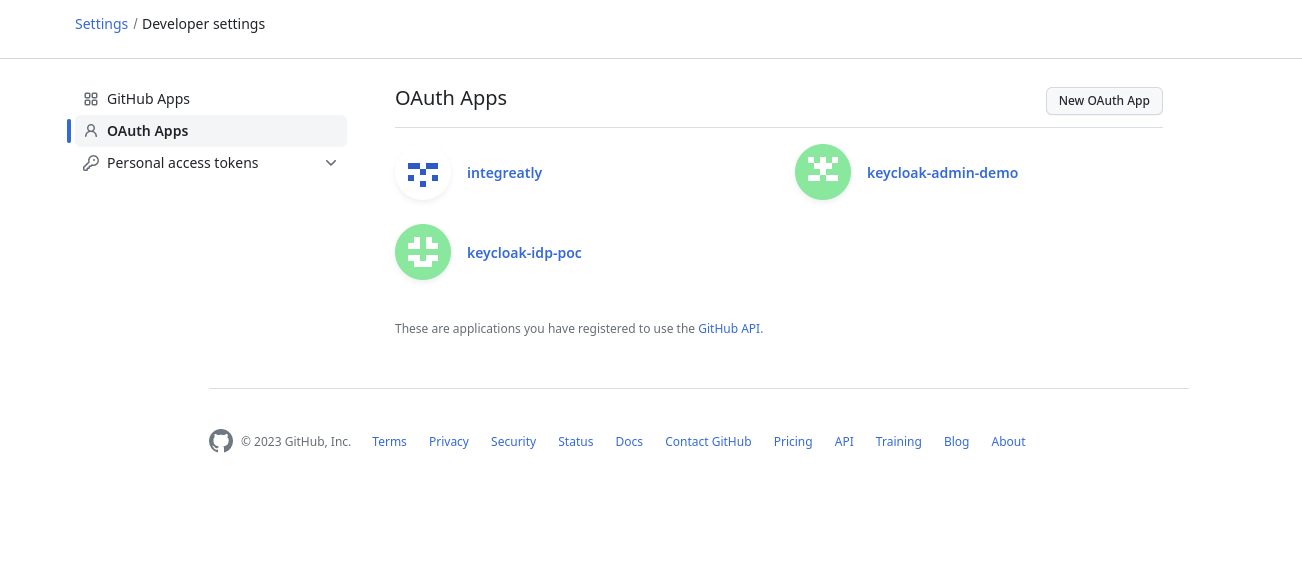 Settings / Developer settings
GitHub Apps
OAuth Apps
Personal access tokens
OAuth Apps
New OAuth App
integreatly
keycloak-admin-demo
keycloak-idp-poc
These are applications you have registered to use the GitHub API.
© 2023 GitHub, Inc. Terms Privacy Security Status Docs Contact GitHub Pricing API Training Blog About